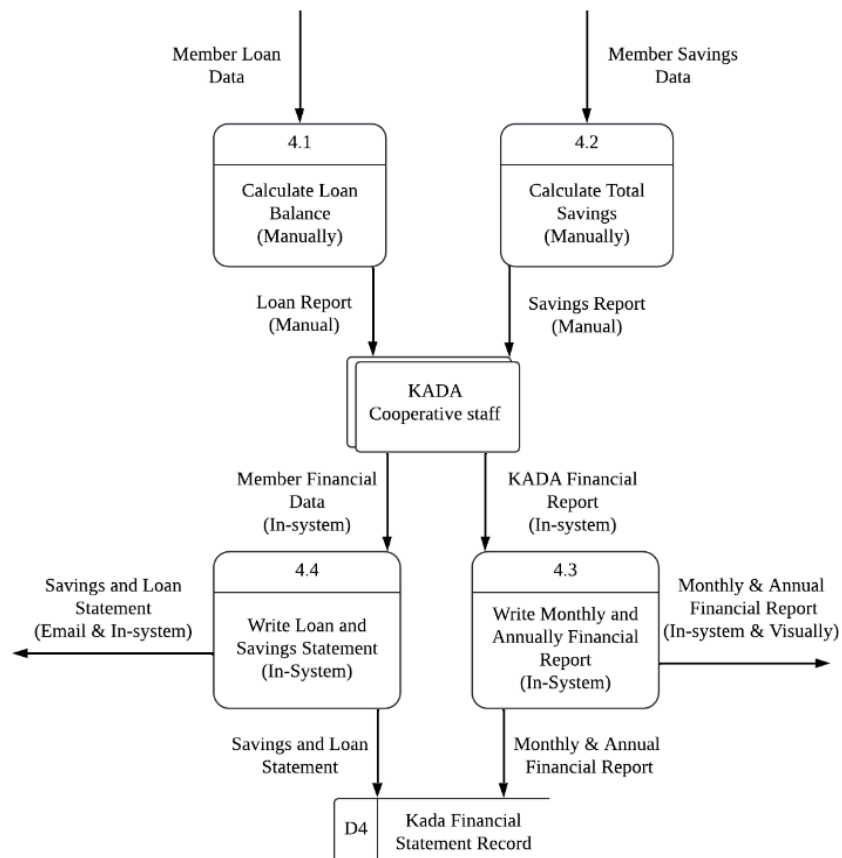 Member Loan
Data
Member Savings
Data
4.1
Calculate Loan
Balance
(Manually)
4.2
Calculate Total
Savings
(Manually)
Loan Report
(Manual)
Savings Report
(Manual)
KADA
Cooperative staff
Member Financial
Data
(In-system)
KADA Financial
Report
(In-system)
Savings and Loan
Statement
(Email & In-system)
4.4
Write Loan and
Savings Statement
(In-System)
4.3
Write Monthly and
Annually Financial
Report
(In-System)
Monthly & Annual
Financial Report
(In-system & Visually)
Savings and Loan
Statement
Monthly & Annual
Financial Report
D4
Kada Financial
Statement Record